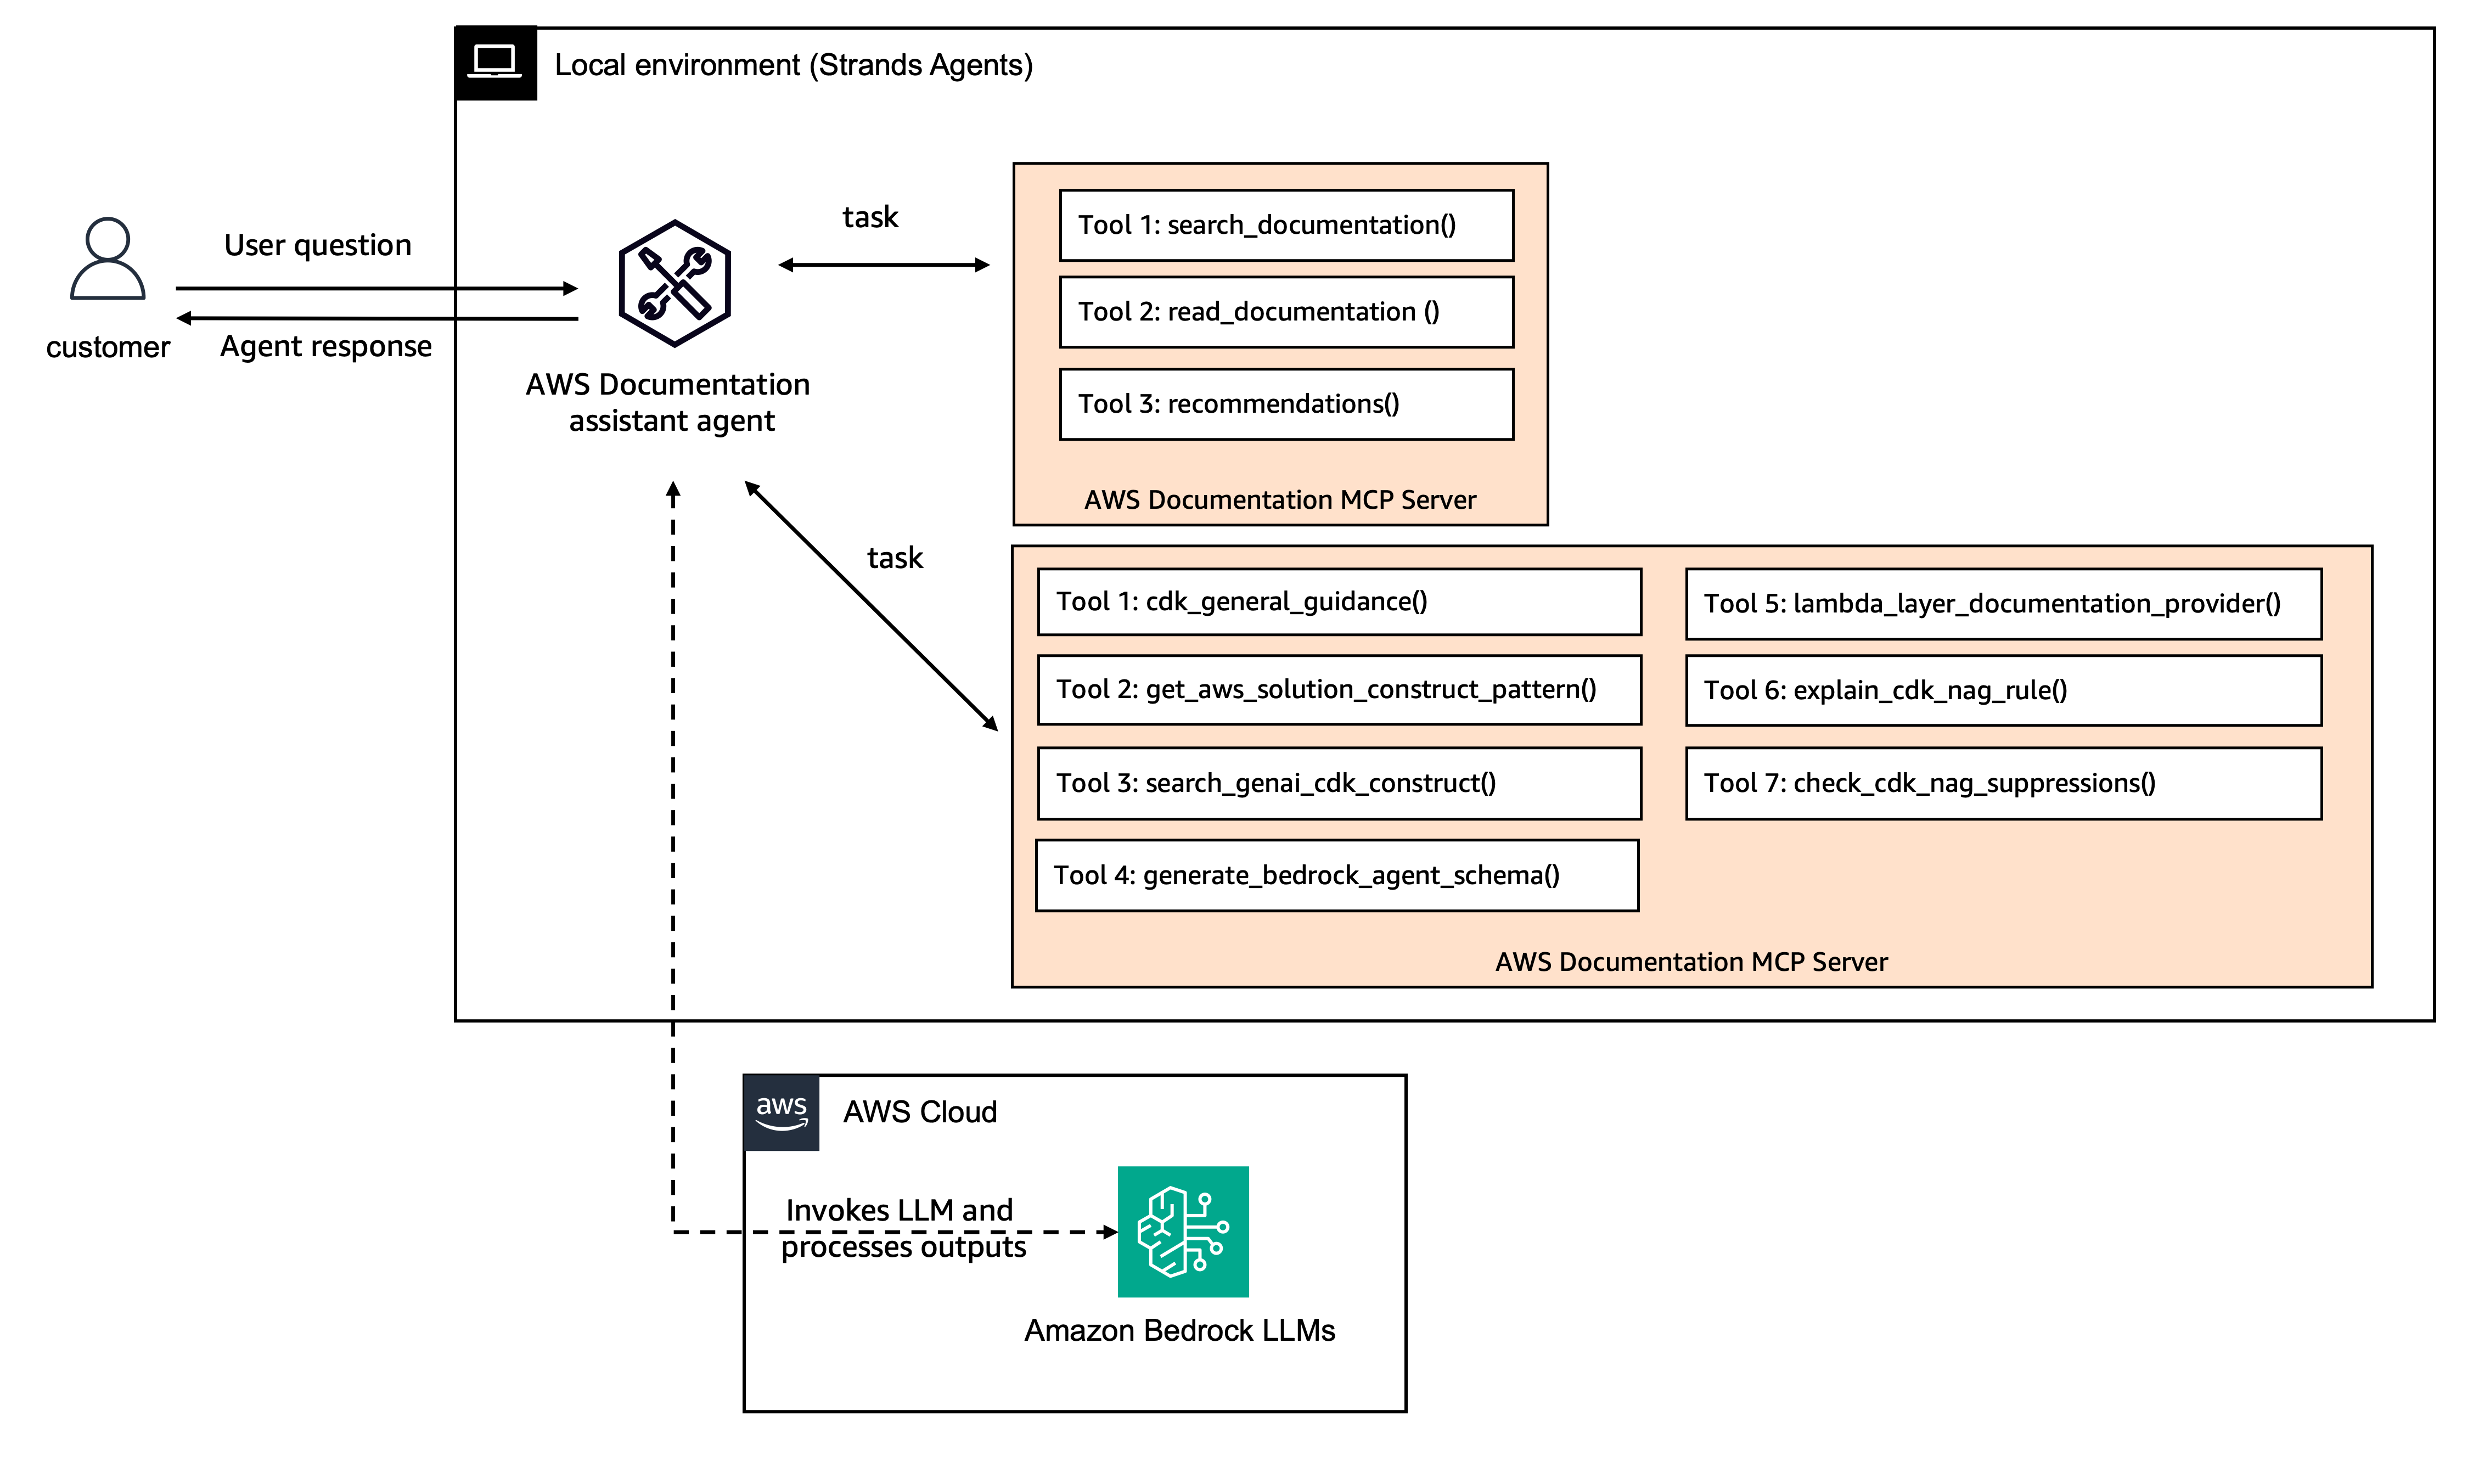 Local environment (Strands Agents)
User question
Agent response
customer
AWS Documentation
assistant agent
task
Tool 1: search_documentation()
Tool 2: read_documentation ()
Tool 3: recommendations()
AWS Documentation MCP Server
task
Tool 1: cdk_general_guidance()
Tool 2: get_aws_solution_construct_pattern()
Tool 3: search_genai_cdk_construct()
Tool 4: generate_bedrock_agent_schema()
Tool 5: lambda_layer_documentation_provider()
Tool 6: explain_cdk_nag_rule()
Tool 7: check_cdk_nag_suppressions()
AWS Documentation MCP Server
aws
AWS Cloud
Invokes LLM and
processes outputs
Amazon Bedrock LLMs